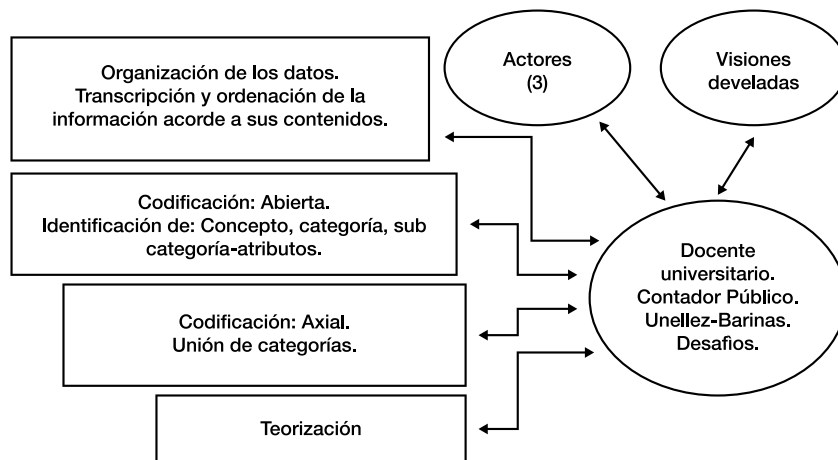 Organización de los datos.
Transcripción y ordenación de la
información acorde a sus contenidos.
Actores
(3)
Visiones
develadas
Codificación: Abierta.
Identificación de: Concepto, categoría, sub
categoría-atributos.
Codificación: Axial.
Unión de categorías.
Teorización
Docente
universitario.
Contador Público.
Unellez-Barinas.
Desafios.